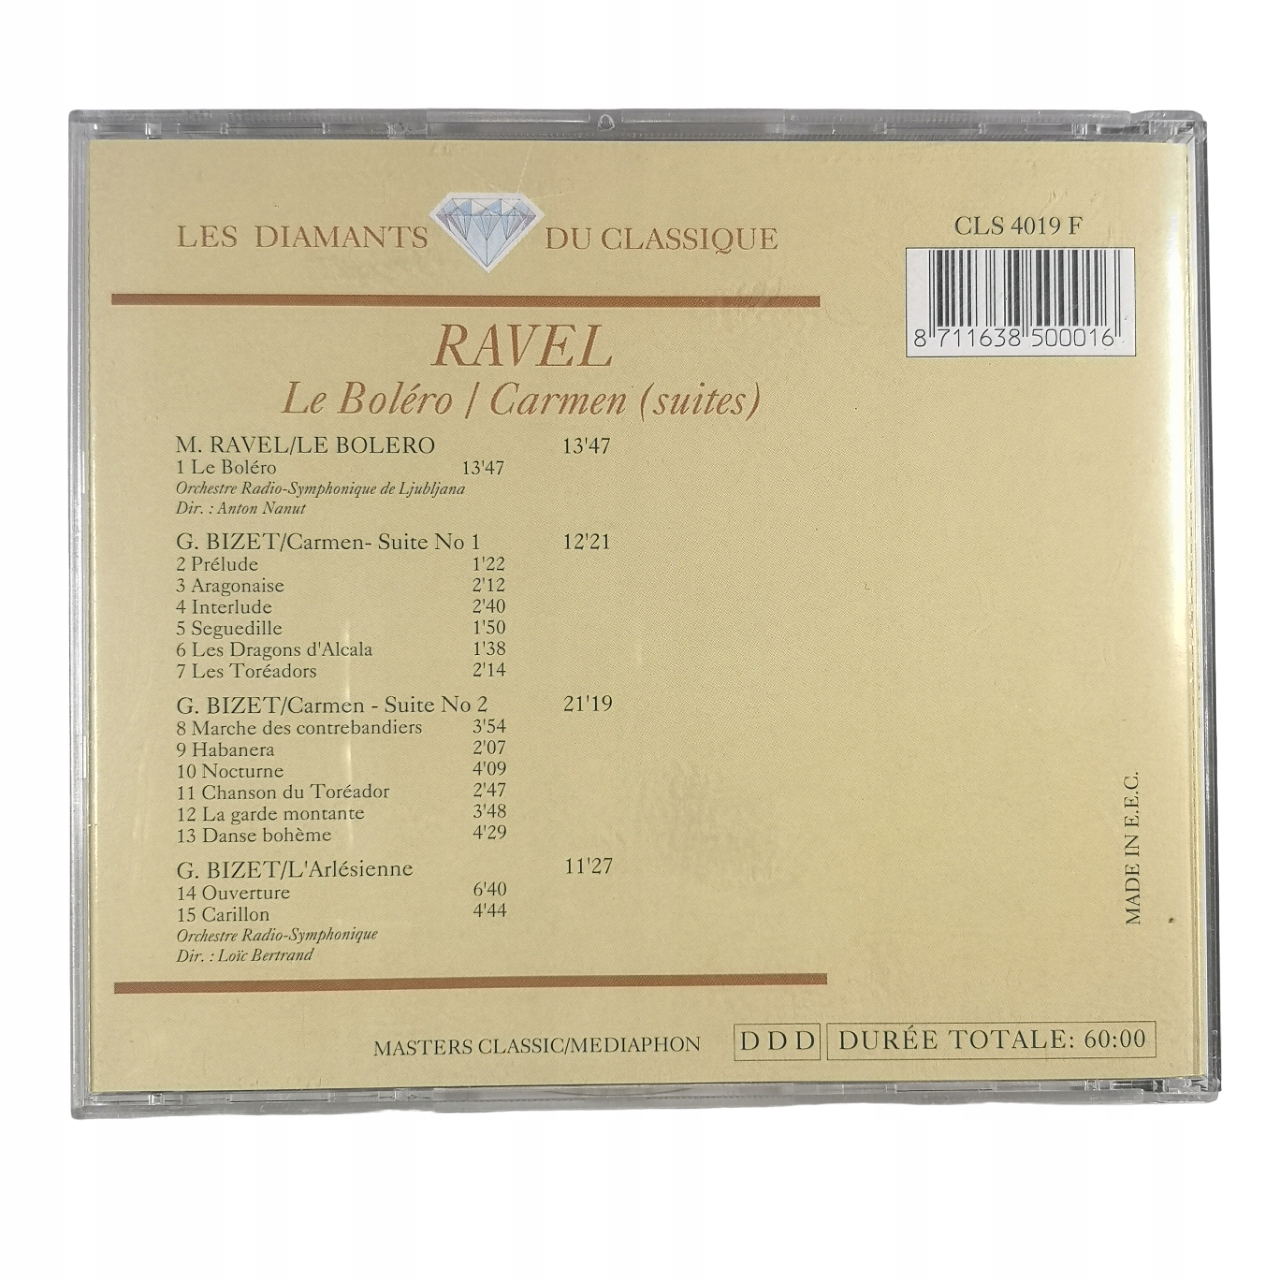 LES DIAMANTS DU CLASSIQUE
CLS 4019 F
8 711638 500016
RAVEL
Le Boléro / Carmen (suites)
M. RAVEL/LE BOLERO 13'47
1 Le Boléro 13'47
Orchestre Radio-Symphonique de Ljubljana
Dir. : Anton Nanut
G. BIZET/Carmen- Suite No 1 12'21
2 Prélude 1'22
3 Aragonaise 2'12
4 Interlude 2'40
5 Seguedille 1'50
6 Les Dragons d'Alcala 1'38
7 Les Toréadors 2'14
G. BIZET/Carmen - Suite No 2 21'19
8 Marche des contrebandiers 3'54
9 Habanera 2'07
10 Nocturne 4'09
11 Chanson du Toréador 2'47
12 La garde montante 3'48
13 Danse bohème 4'29
G. BIZET/L'Arlésienne 11'27
14 Ouverture 6'40
15 Carillon 4'44
Orchestre Radio-Symphonique
Dir. : Loïc Bertrand
MADE IN E.E.C.
MASTERS CLASSIC/MEDIAPHON
D D D
DURÉE TOTALE: 60:00